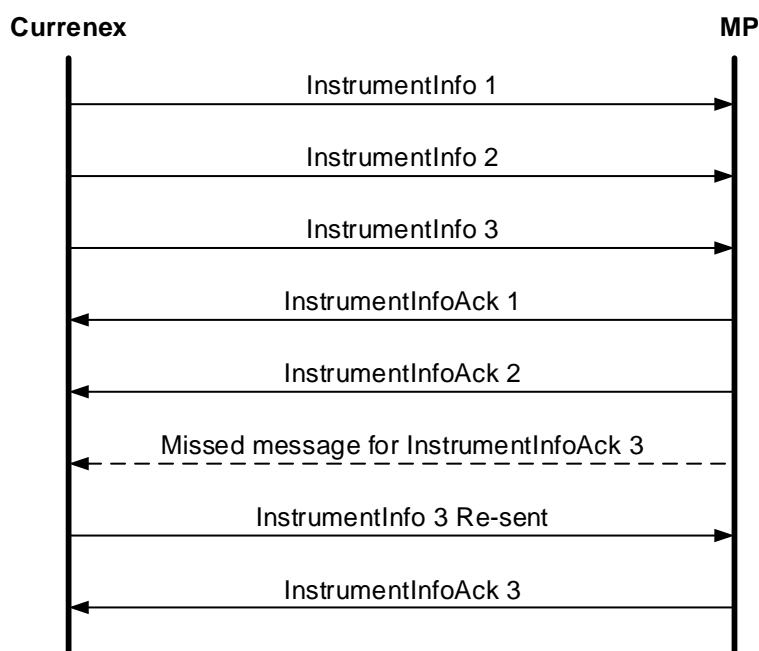 Currenex
MP
InstrumentInfo 1
InstrumentInfo 2
InstrumentInfo 3
InstrumentInfoAck 1
InstrumentInfoAck 2
Missed message for InstrumentInfoAck 3
InstrumentInfo 3 Re-sent
InstrumentInfoAck 3